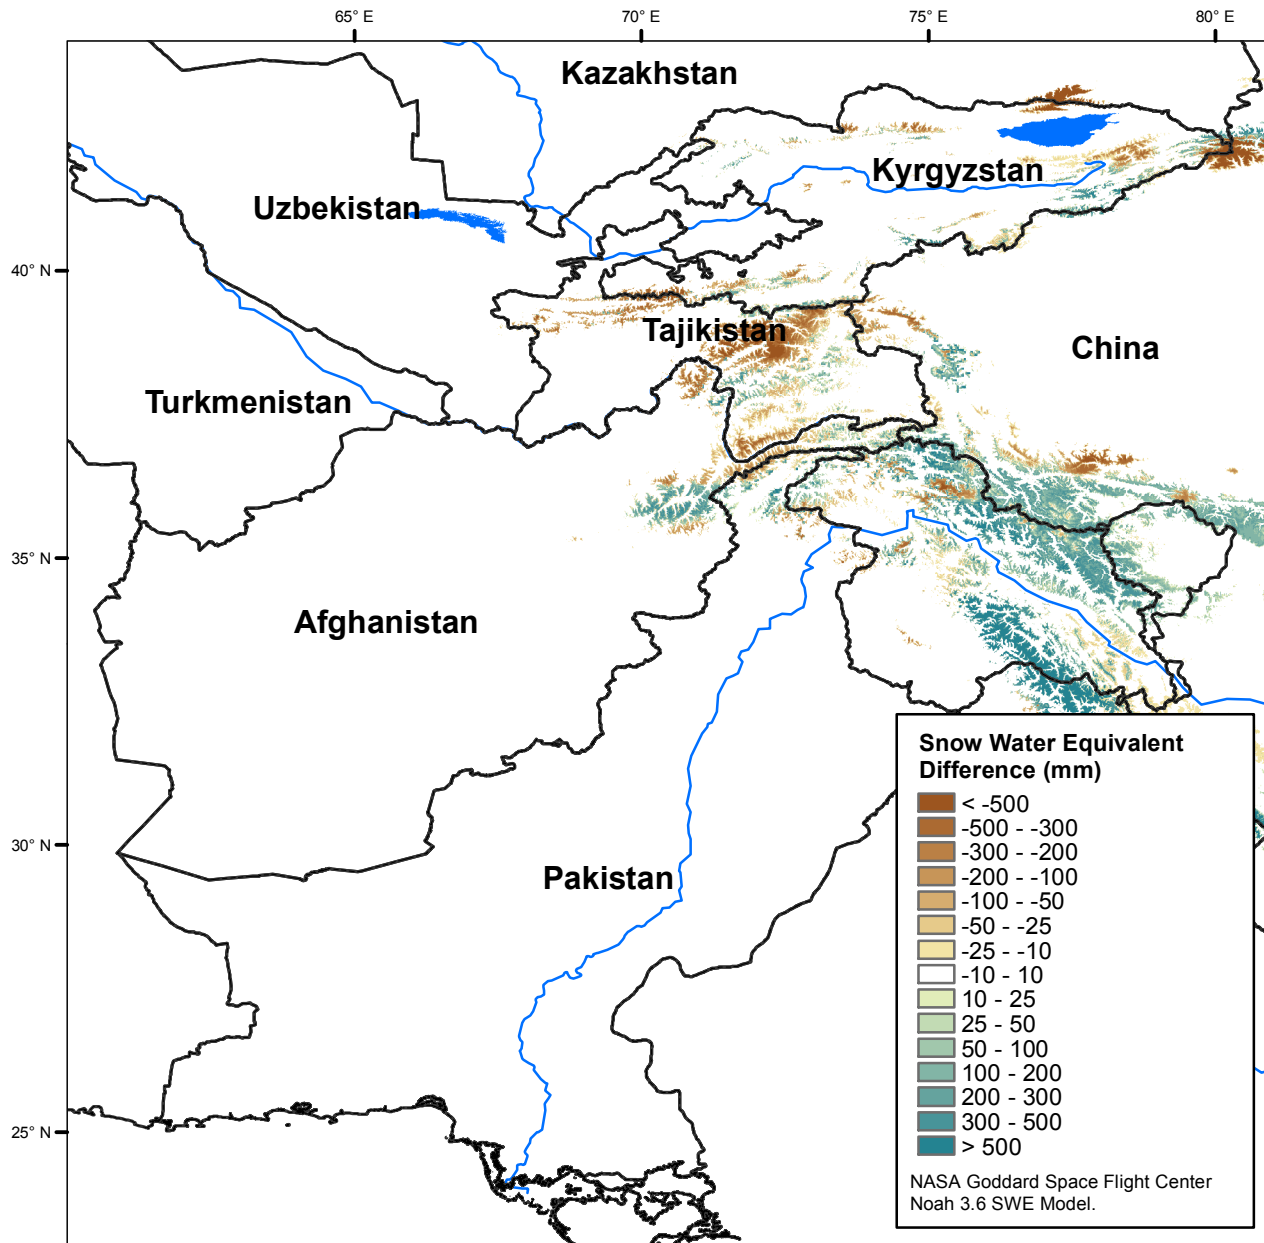 65° E
70° E
75° E
80° E
Kazakhstan
Kyrgyzstan
Uzbekistan
40° N
Tajikistan
China
Turkmenistan
35° N
Afghanistan
Snow Water Equivalent
Difference (mm)
< -500
-500 - -300
-300 - -200
-200 - -100
-100 - -50
-50 - -25
-25 - -10
-10 - 10
10 - 25
25 - 50
50 - 100
100 - 200
200 - 300
300 - 500
> 500
30° N
Pakistan
25° N
NASA Goddard Space Flight Center
Noah 3.6 SWE Model.